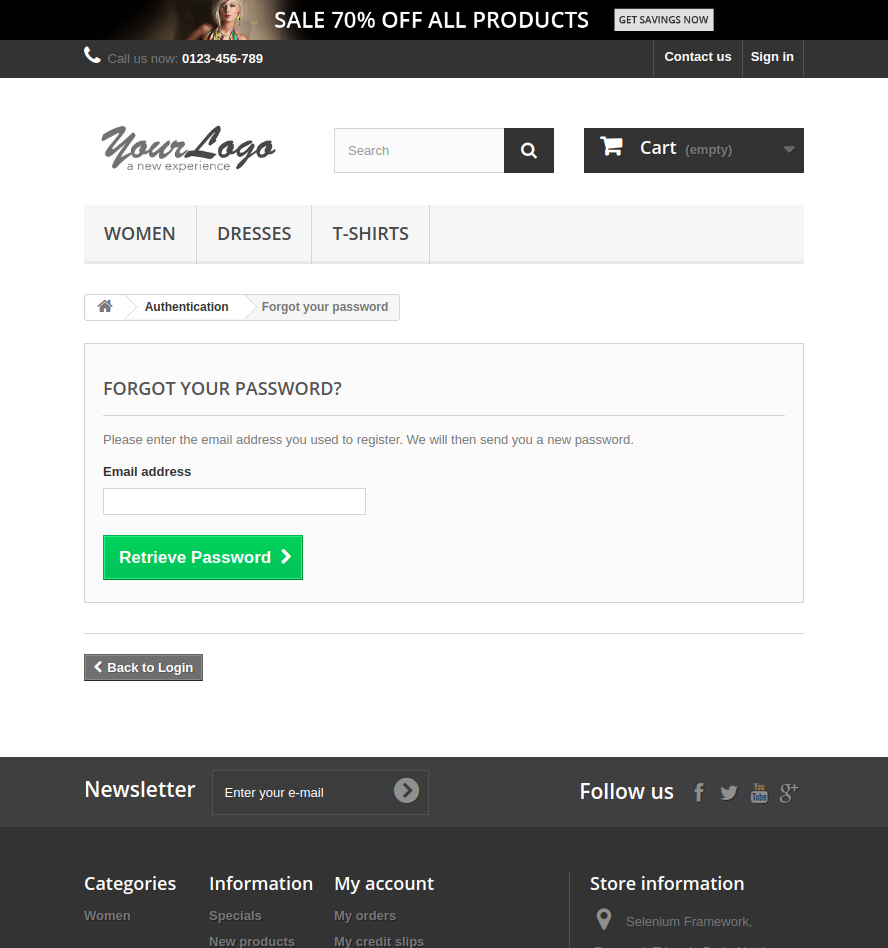 SALE 70% OFF ALL PRODUCTS GET SAVINGS NOW
Call us now: 0123-456-789 Contact us Sign in
YourLogo
a new experience
Search
Cart (empty)
WOMEN DRESSES T-SHIRTS
Authentication Forgot your password
FORGOT YOUR PASSWORD?
Please enter the email address you used to register. We will then send you a new password.
Email address
Retrieve Password
Back to Login
Newsletter Enter your e-mail Follow us
Categories Information My account Store information
Women Specials My orders Selenium Framework,
New products My credit slips